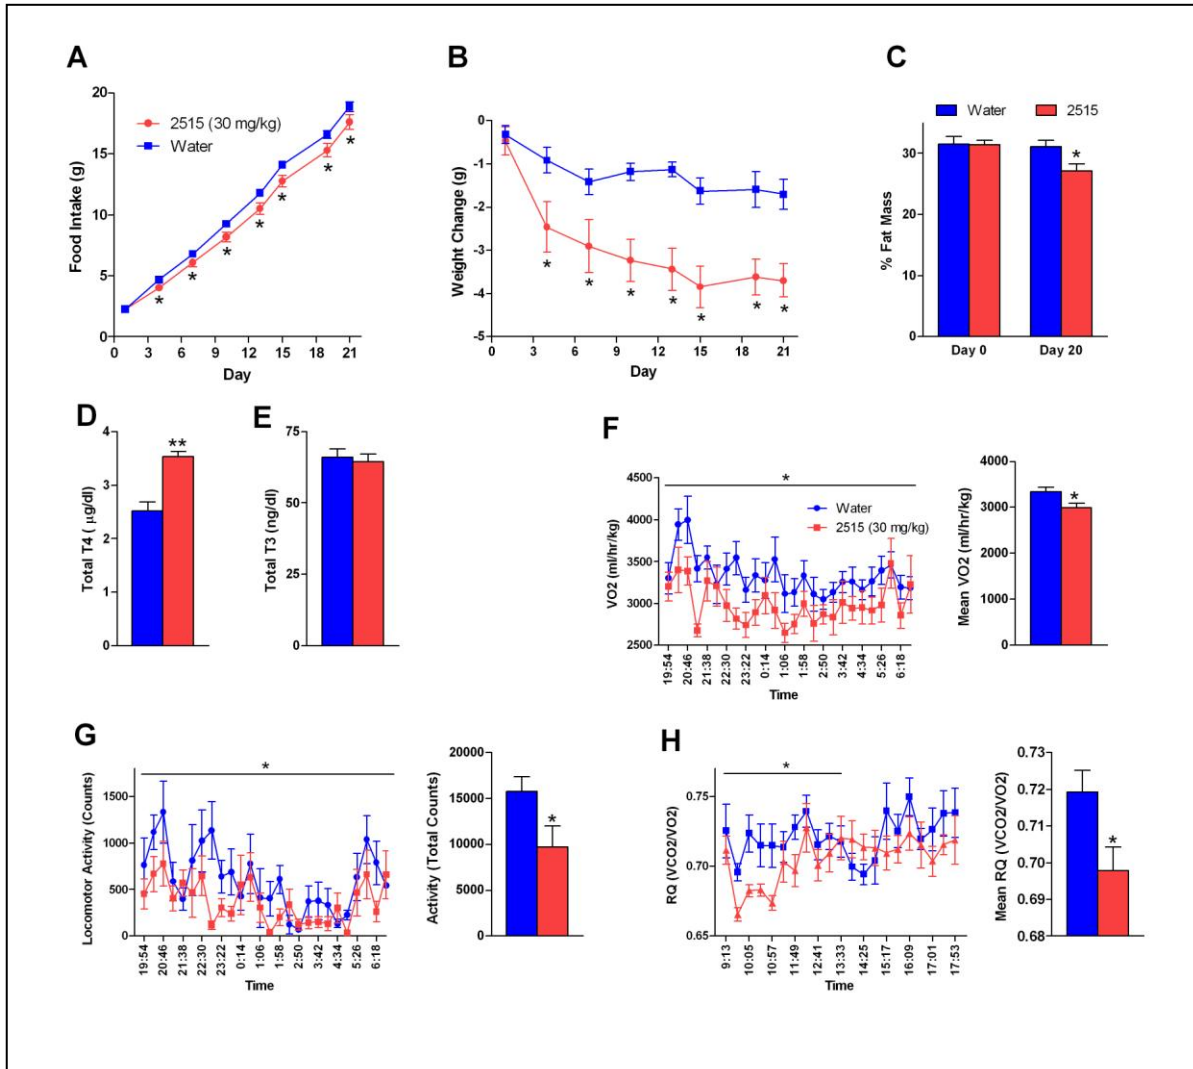 A
Food Intake (g)
20
15
10
5
0
2515 (30 mg/kg)
Water
* * * * * * *
0 3 6 9 12 15 18 21
Day
B
Weight Change (g)
-0
-1
-2
-3
-4
-5
* * * * * * *
0 3 6 9 12 15 18 21
Day
C
Water 2515
% Fat Mass
30
20
10
0
*
Day 0 Day 20
D
Total T4 ( μg/dl)
4
3
2
2
0
**
E
Total T3 (ng/dl)
75
50
25
0
F
VO2 (ml/hr/kg)
4500
4000
3500
3000
2500
*
Water
2515 (30 mg/kg)
19:54 20:46 21:38 22:30 23:22 0:14 1:06 1:58 2:50 3:42 4:34 5:26 6:18
Time
Mean VO2 (ml/hr/kg)
4000
3000
2000
1000
0
*
G
Locomotor Activity (Counts)
1500
1000
500
0
*
19:54 20:46 21:38 22:30 23:22 0:14 1:06 1:58 2:50 3:42 4:34 5:26 6:18
Time
Activity (Total Counts)
20000
15000
10000
5000
0
*
H
RQ (VCO2/VO2)
0.75
0.70
0.65
*
9:13 10:05 10:57 11:49 12:41 13:33 14:25 15:17 16:09 17:01 17:53
Time
Mean RQ (VCO2/VO2)
0.73
0.72
0.71
0.70
0.69
0.68
*